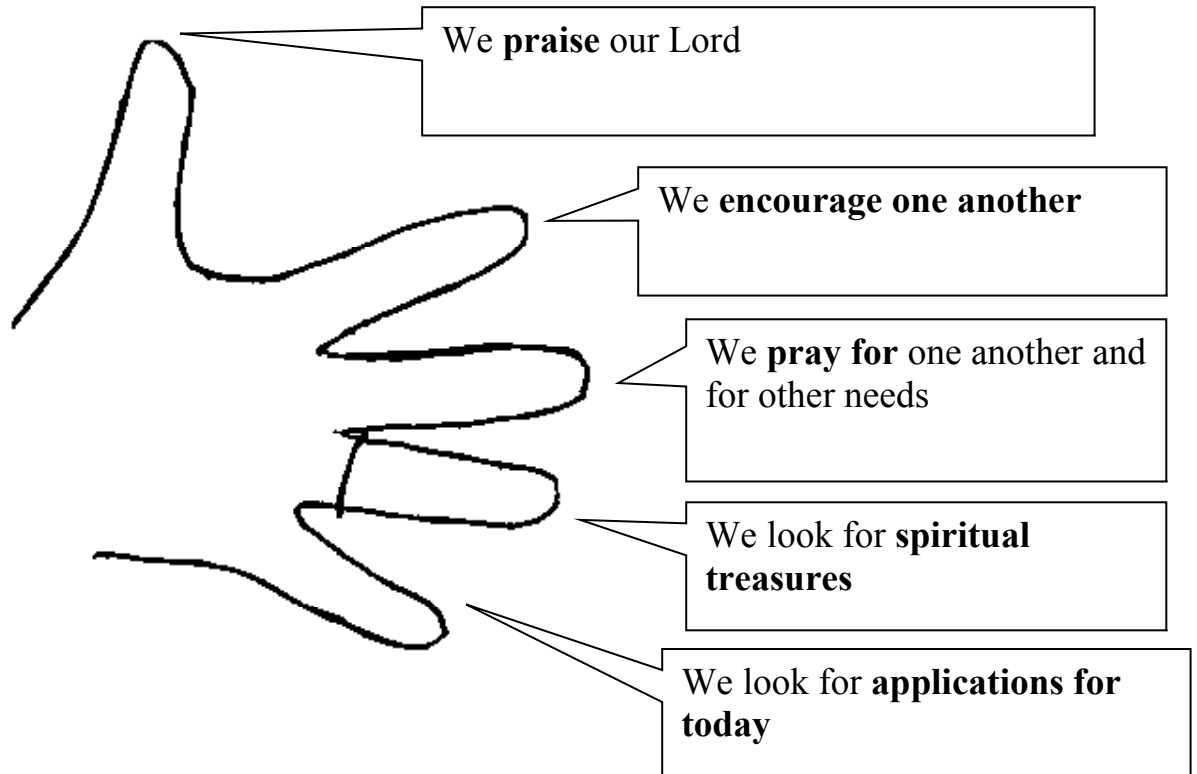 We praise our Lord
We encourage one another
We pray for one another and
for other needs
We look for spiritual
treasures
We look for applications for
today